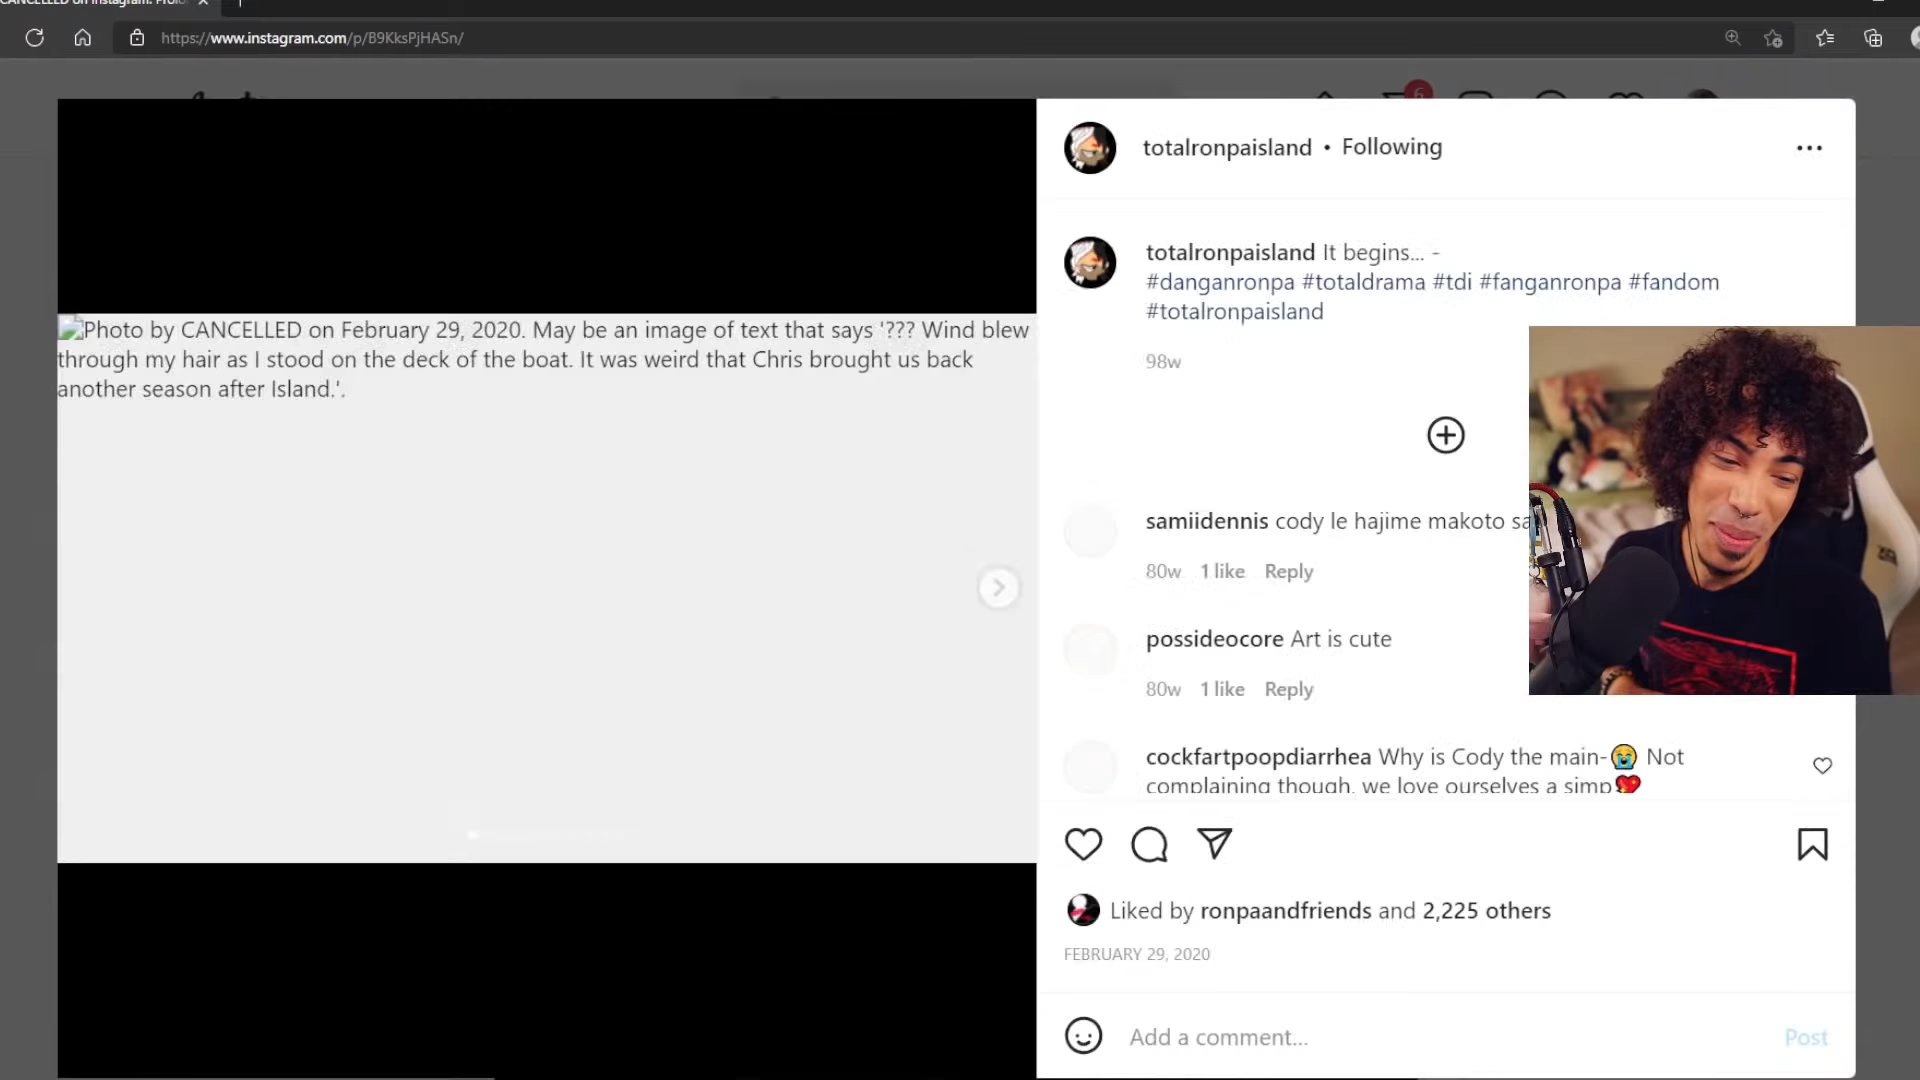 CANCELLED on Instagram: Prolo
https://www.instagram.com/p/B9KksPjHASn/
6
totalronpaisland • Following
Photo by CANCELLED on February 29, 2020. May be an image of text that says '??? Wind blew
through my hair as I stood on the deck of the boat. It was weird that Chris brought us back
another season after Island.'.
totalronpaisland It begins... -
#danganronpa #totaldrama #tdi #fanganronpa #fandom
#totalronpaisland
98w
samiidennis cody le hajime makoto sa
80w 1 like Reply
possideocore Art is cute
80w 1 like Reply
cockfartpoopdiarrhea Why is Cody the main-😭 Not
complaining though, we love ourselves a simp💖
Liked by ronpaandfriends and 2,225 others
FEBRUARY 29, 2020
Add a comment...
Post